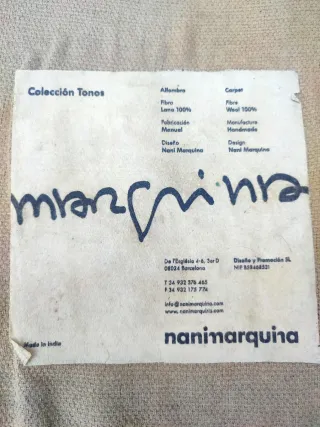 Colección Tonos
Alfombra
Fibra
Lana 100%
Fabricación
Manual
Diseño
Nani Marquina
Carpet
Fibre
Wool 100%
Manufacture
Handmade
Design
Nani Marquina
marquina
De l'Església 4-6, 3er D
08024 Barcelona
T 34 932 376 465
F 34 932 175 774
info@nanimarquina.com
www.nanimarquina.com
Diseño y Promoción SL
NIF
nanimarquina
Made in India